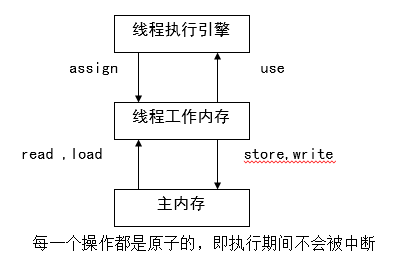 线程执行引擎
assign
use
线程工作内存
read ,load
store,write
主内存
每一个操作都是原子的，即执行期间不会被中断